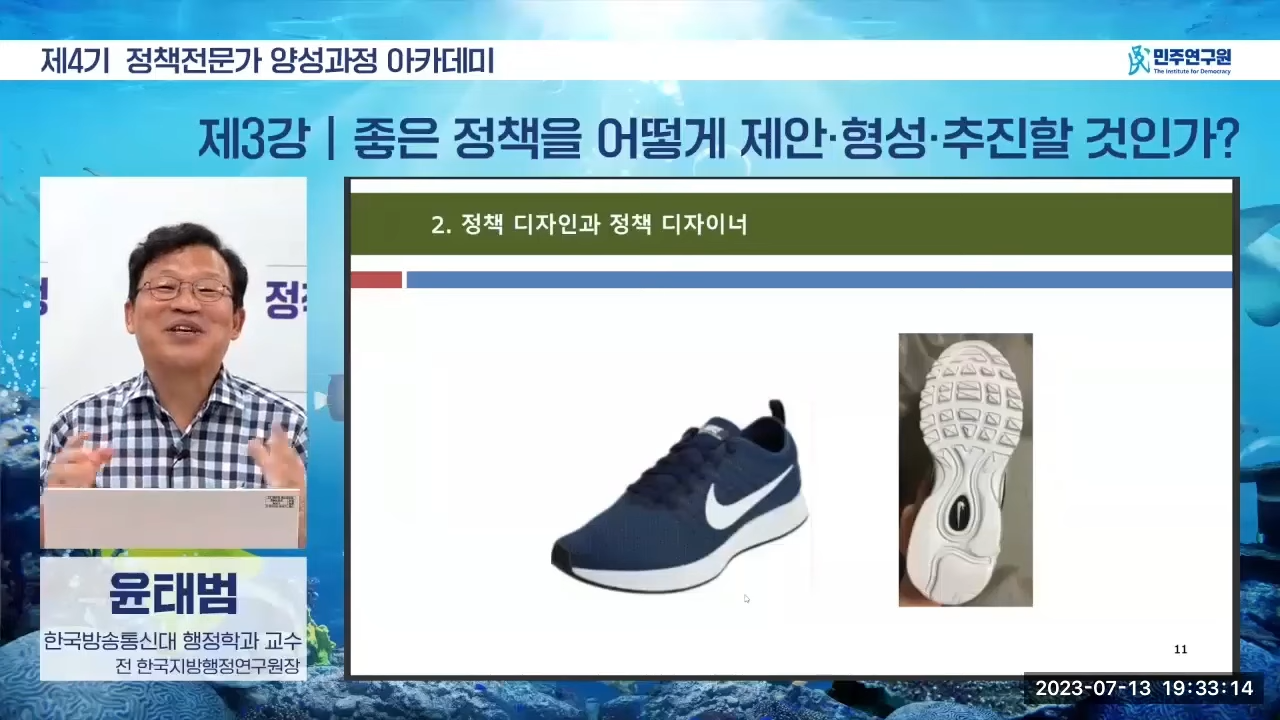 제4기 정책전문가 양성과정 아카데미
민주연구원
The Institute for Democracy
제3강 | 좋은 정책을 어떻게 제안·형성·추진할 것인가?
2. 정책 디자인과 정책 디자이너
정
윤태범
한국방송통신대 행정학과 교수
전 한국지방행정연구원장
11
2023-07-13 19:33:14